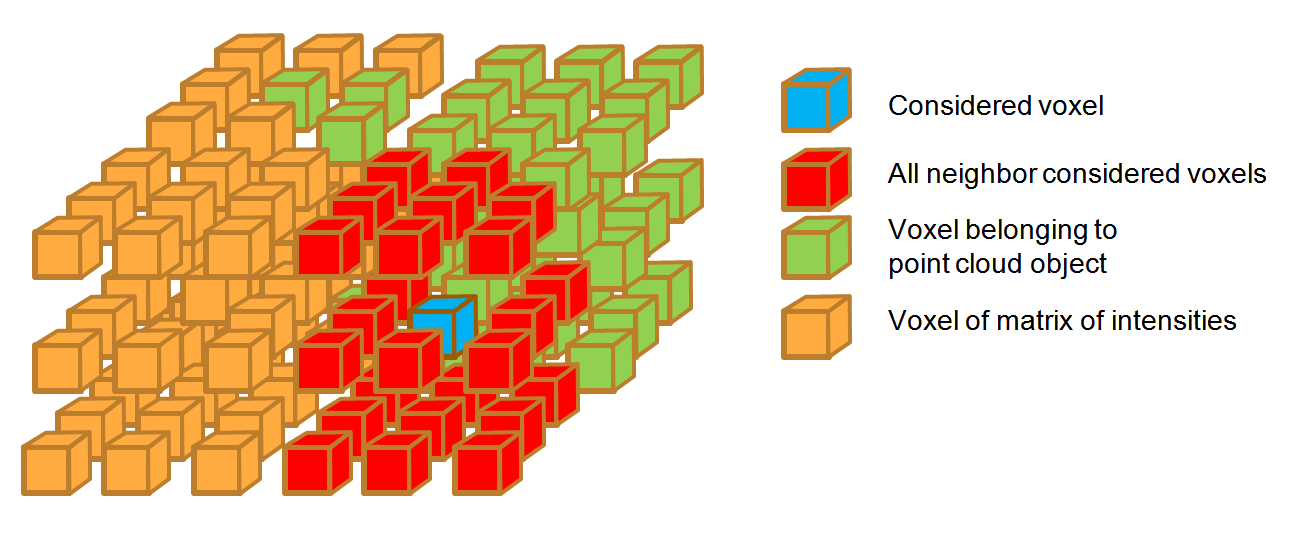 Considered voxel
All neighbor considered voxels
Voxel belonging to
point cloud object
Voxel of matrix of intensities